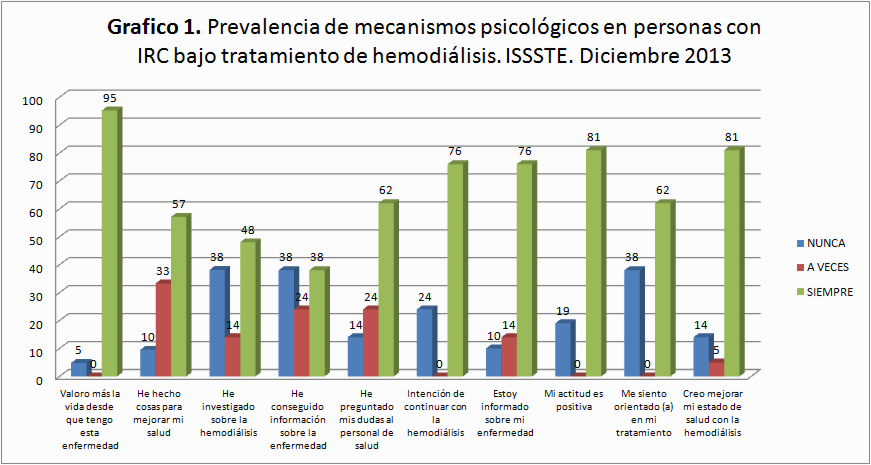 Grafico 1. Prevalencia de mecanismos psicológicos en personas con
IRC bajo tratamiento de hemodiálisis. ISSSTE. Diciembre 2013
100
90
80
70
60
50
40
30
20
10
0
5
0
95
10
33
57
38
14
48
38
24
38
14
24
62
24
0
76
10
14
76
19
0
81
38
0
62
14
5
81
Valoro más la
vida desde
que tengo
esta
enfermedad
He hecho
cosas para
mejorar mi
salud
He
investigado
sobre la
hemodiálisis
He
conseguido
información
sobre la
enfermedad
He
preguntado
mis dudas al
personal de
salud
Intención de
continuar con
la
hemodiálisis
Estoy
informado
sobre mi
enfermedad
Mi actitud es
positiva
Me siento
orientado (a)
en mi
tratamiento
Creo mejorar
mi estado de
salud con la
hemodiálisis
NUNCA
A VECES
SIEMPRE